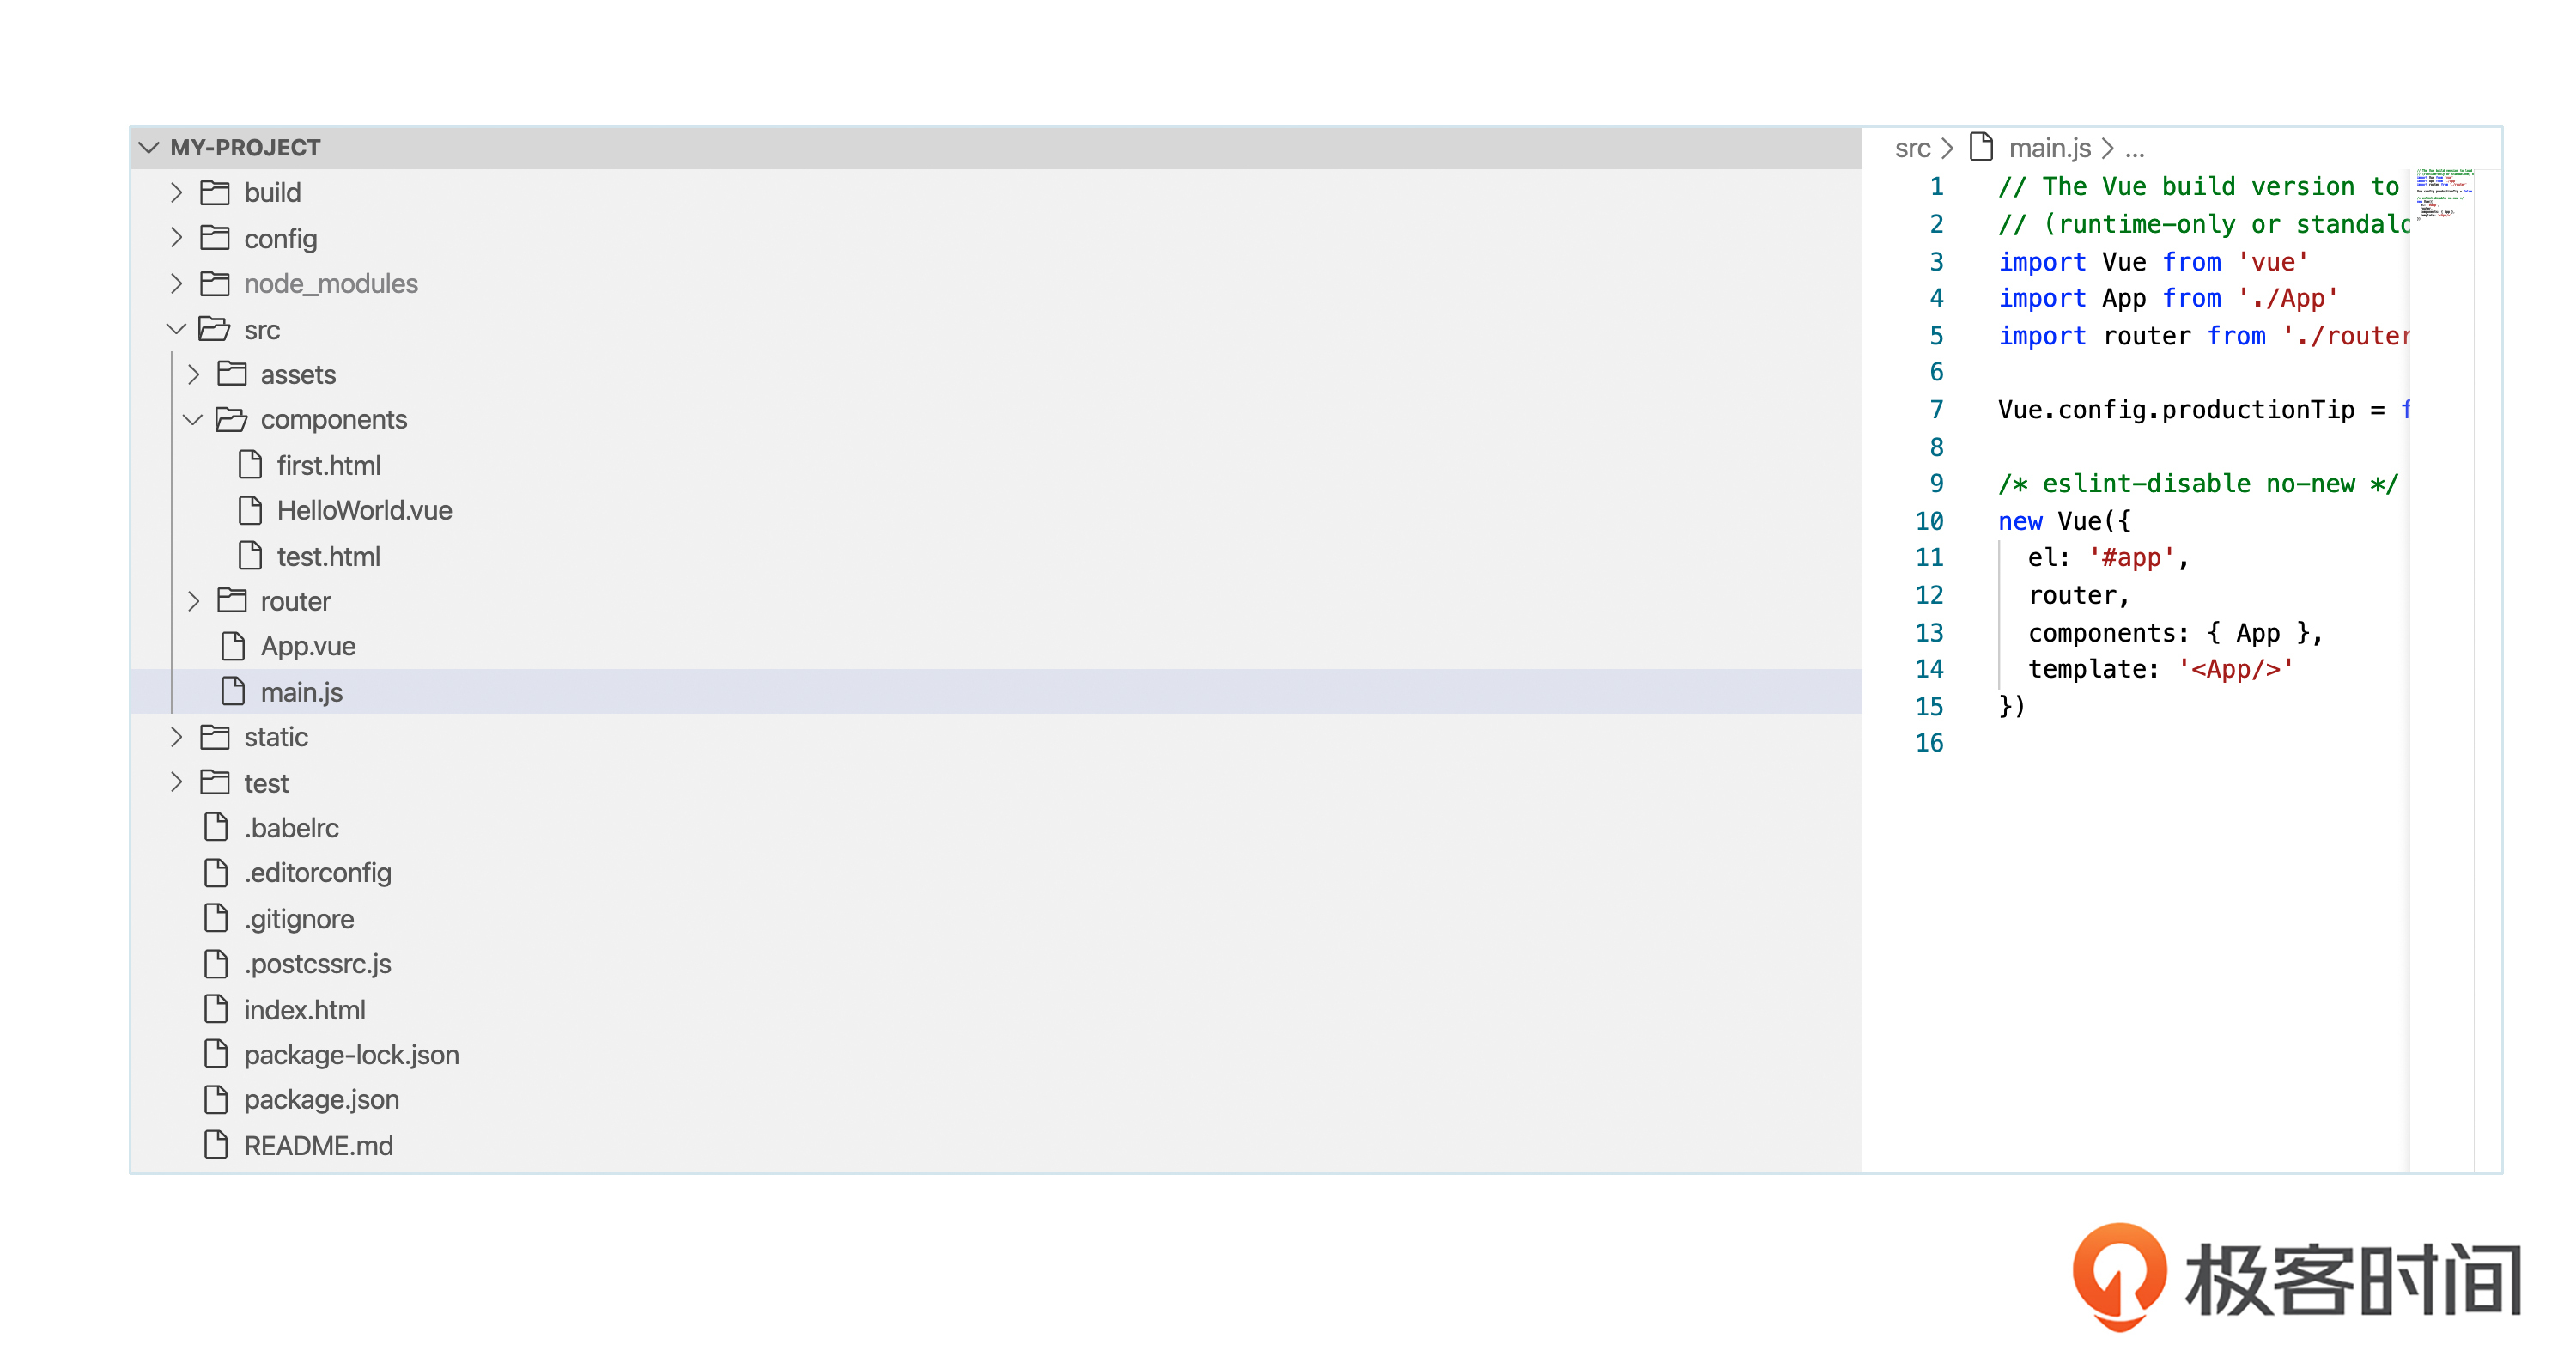 MY-PROJECT
build
config
node_modules
src
assets
components
first.html
HelloWorld.vue
test.html
router
App.vue
main.js
static
test
.babelrc
.editorconfig
.gitignore
.postcssrc.js
index.html
package-lock.json
package.json
README.md
src > main.js > ...
1 // The Vue build version to
2 // (runtime-only or standalo
3 import Vue from 'vue'
4 import App from './App'
5 import router from './router
6
7 Vue.config.productionTip = f
8
9 /* eslint-disable no-new */
10 new Vue({
11 el: '#app',
12 router,
13 components: { App },
14 template: '<App/>'
15 })
16
极客时间